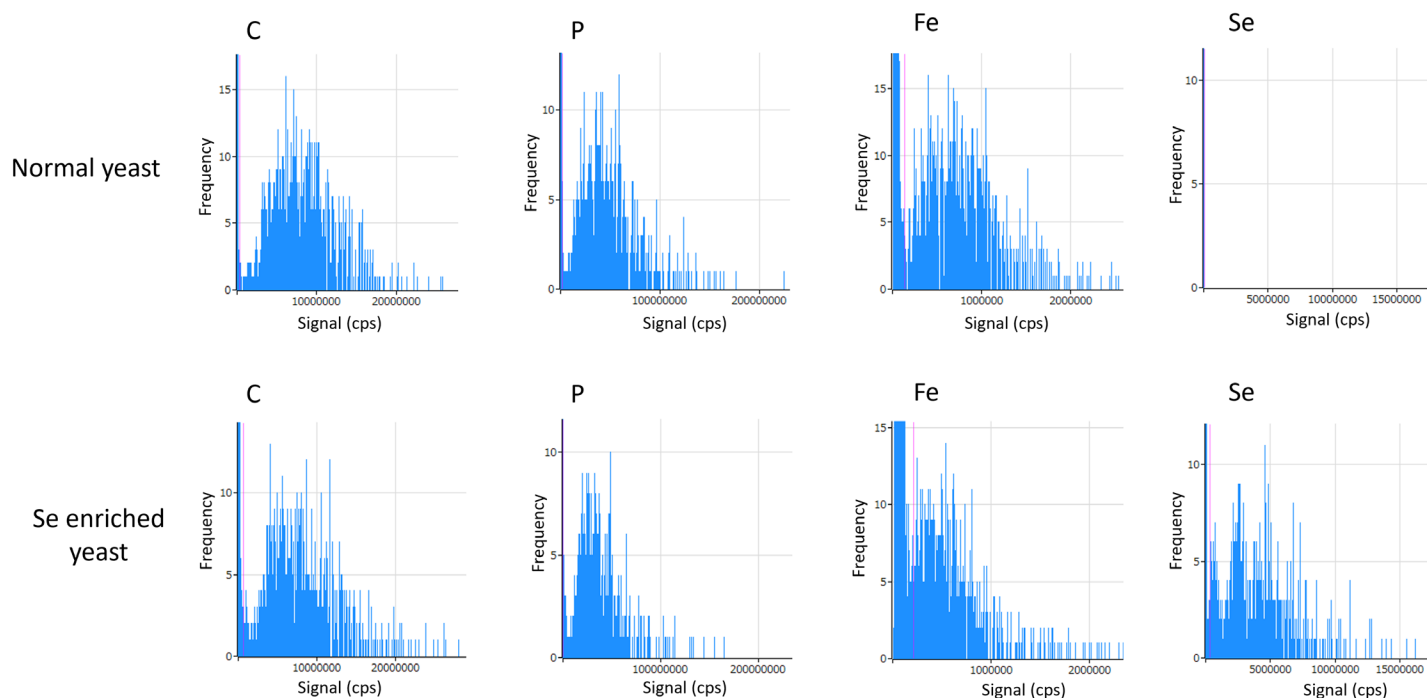 C
P
Fe
Se
Normal yeast
Frequency
15
10
5
0
10000000
20000000
Signal (cps)
Frequency
10
5
0
100000000
200000000
Signal (cps)
Frequency
15
10
5
0
1000000
2000000
Signal (cps)
Frequency
10
5
0
5000000
10000000
15000000
Signal (cps)
C
P
Fe
Se
Se enriched
yeast
Frequency
10
5
0
10000000
20000000
Signal (cps)
Frequency
10
5
0
100000000
200000000
Signal (cps)
Frequency
15
10
5
0
1000000
2000000
Signal (cps)
Frequency
10
5
0
5000000
10000000
15000000
Signal (cps)